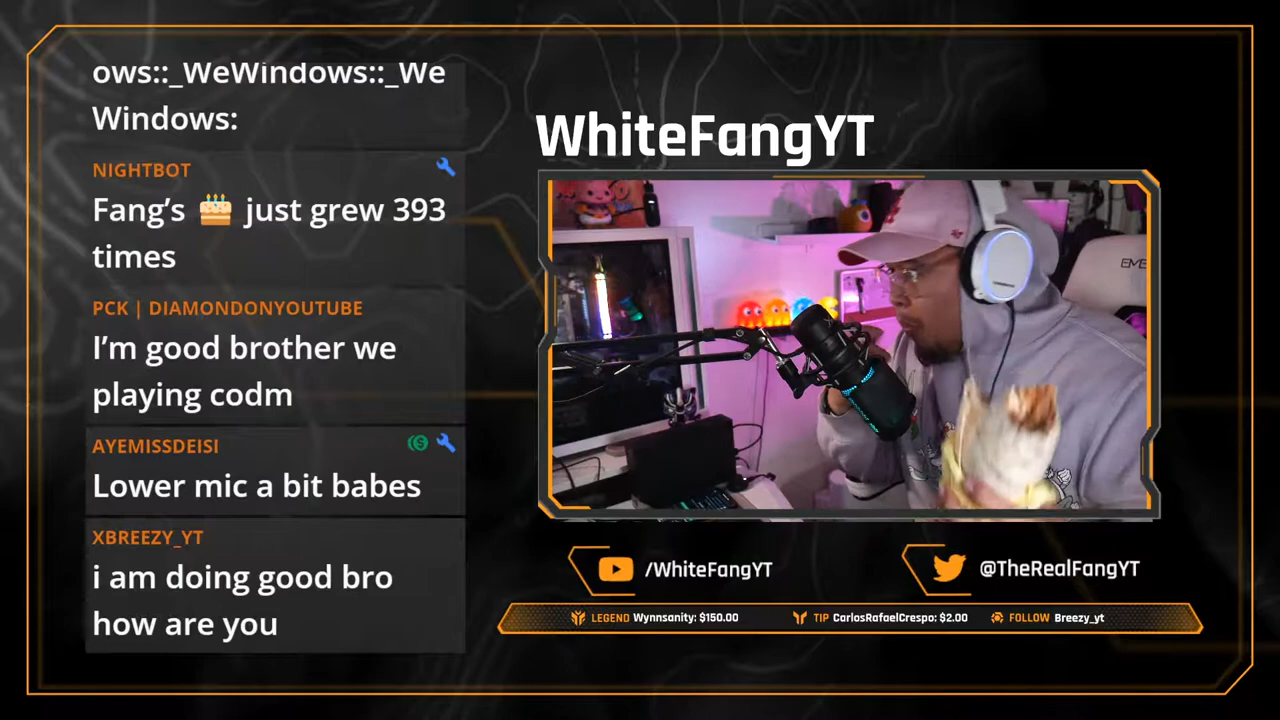 ows::_WeWindows::_We
Windows:
NIGHTBOT
Fang's 🎂 just grew 393
times
PCK | DIAMONDONYOUTUBE
I'm good brother we
playing codm
AYEMISSDEISI
Lower mic a bit babes
XBREEZY_YT
i am doing good bro
how are you
WhiteFangYT
EME
/WhiteFangYT
@TheRealFangYT
LEGEND Wynnsanity: $150.00
TIP CarlosRafaelCrespo: $2.00
FOLLOW Breezy_yt